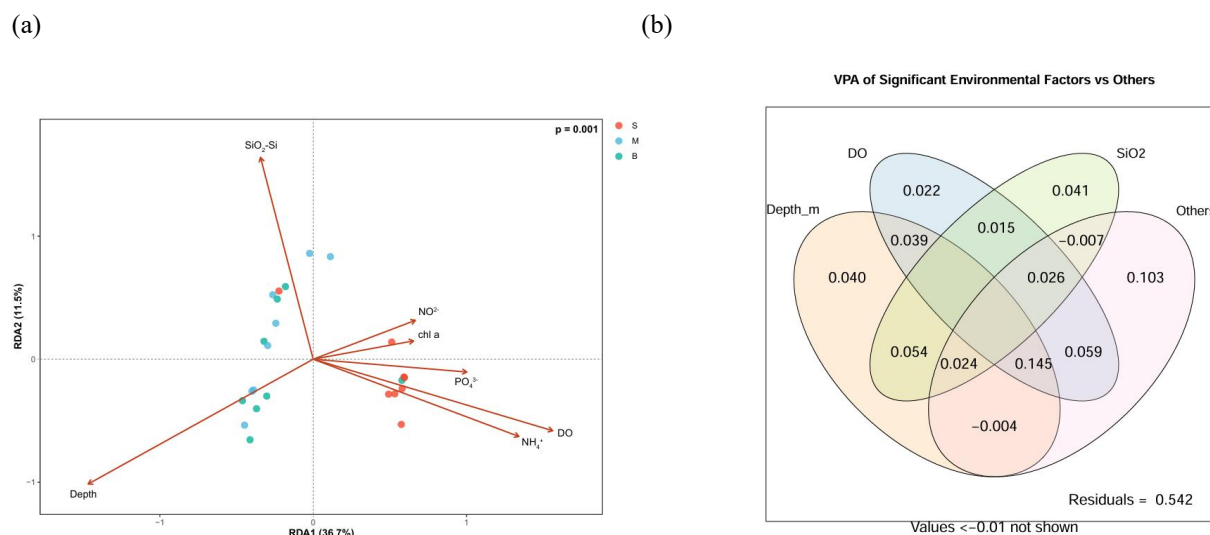 (a)
(b)
p = 0.001
S
M
B
SiO₂-Si
NO²⁻
chl a
PO₄³⁻
DO
NH₄⁺
Depth
1
0
−1
−1
0
1
RDA2 (11.5%)
RDA1 (36.7%)
VPA of Significant Environmental Factors vs Others
DO
SiO2
Depth_m
Others
0.022
0.041
0.015
0.039
−0.007
0.040
0.026
0.103
0.054
0.024
0.145
0.059
−0.004
Residuals = 0.542
Values <−0.01 not shown